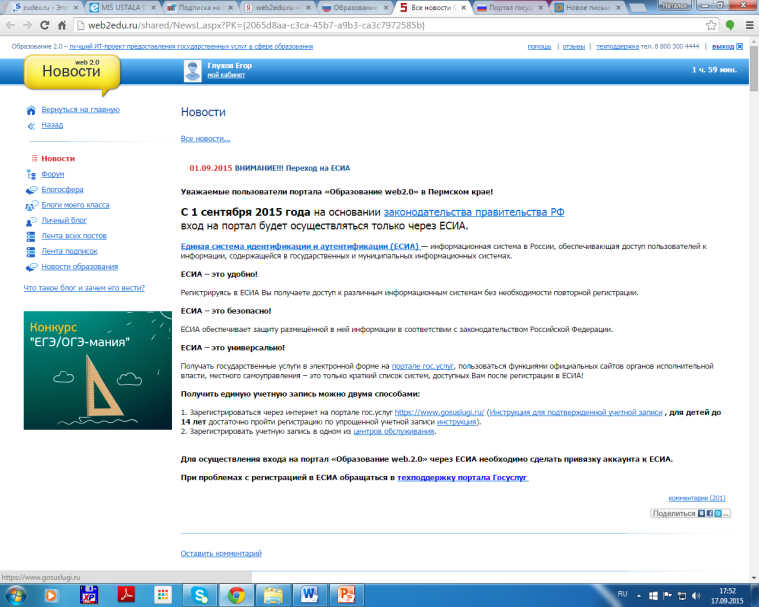 rudex.ru - Это
MIS USTALA С
Подписка на
web2edu.ru —
Образование
Все новости С
Портал госус
Новое письмо
Наталья
web2edu.ru/shared/NewsL.aspx?PK={2065d8aa-c3ca-45b7-a9b3-ca3c7972585b}
Образование 2.0 – лучший ИТ-проект предоставления государственных услуг в сфере образования
помощь | отзывы | техподдержка тел. 8 800 300 4444 | выход
web 2.0
Новости
Глухов Егор
мой кабинет
1 ч. 59 мин.
Вернуться на главную
Назад
Новости
Форум
Блогосфера
Блоги моего класса
Личный блог
Лента всех постов
Лента подписок
Новости образования
Что такое блог и зачем его вести?
Конкурс
"ЕГЭ/ОГЭ-мания"
Новости
Все новости...
01.09.2015 ВНИМАНИЕ!!! Переход на ЕСИА
Уважаемые пользователи портала «Образование web2.0» в Пермском крае!
С 1 сентября 2015 года на основании законодательства правительства РФ
вход на портал будет осуществляться только через ЕСИА.
Единая система идентификации и аутентификации (ЕСИА) — информационная система в России, обеспечивающая доступ пользователей к
информации, содержащейся в государственных и муниципальных информационных системах.
ЕСИА – это удобно!
Регистрируясь в ЕСИА Вы получаете доступ к различным информационным системам без необходимости повторной регистрации.
ЕСИА – это безопасно!
ЕСИА обеспечивает защиту размещённой в ней информации в соответствии с законодательством Российской Федерации.
ЕСИА – это универсально!
Получать государственные услуги в электронной форме на портале гос.услуг, пользоваться функциями официальных сайтов органов исполнительной
власти, местного самоуправления – это только краткий список систем, доступных Вам после регистрации в ЕСИА!
Получить единую учетную запись можно двумя способами:
1. Зарегистрироваться через интернет на портале гос.услуг https://www.gosuslugi.ru/ (Инструкция для подтвержденной учетной записи , для детей до
14 лет достаточно пройти регистрацию по упрощенной учетной записи инструкция).
2. Зарегистрировать учетную запись в одном из центров обслуживания.
Для осуществления входа на портал «Образование web.2.0» через ЕСИА необходимо сделать привязку аккаунта к ЕСИА.
При проблемах с регистрацией в ЕСИА обращаться в техподдержку портала Госуслуг
комментарии (201)
Поделиться
Оставить комментарий
https://www.gosuslugi.ru
RU
17:52
17.09.2015